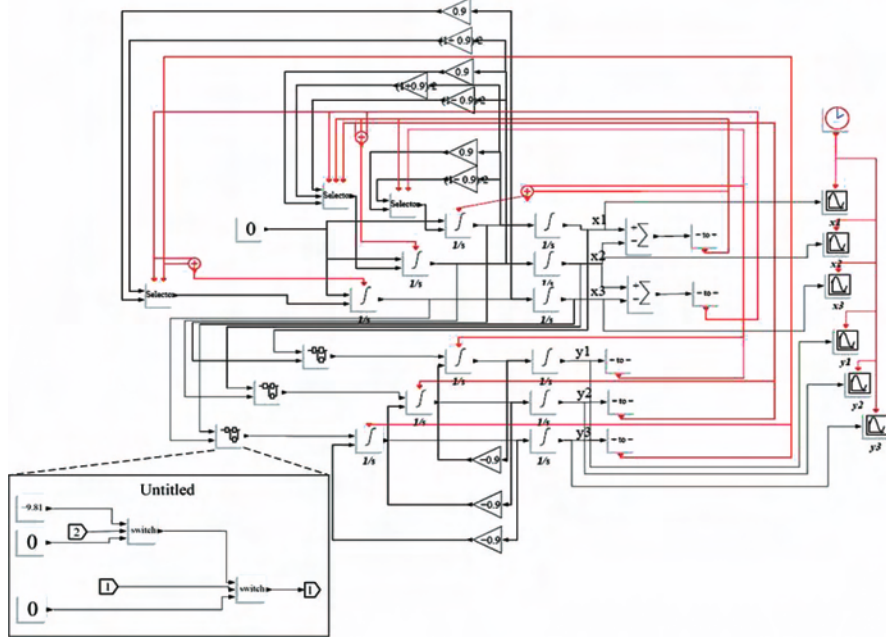 0.9
(1- 0.9)/2
0.9
(1+0.9)/2
(1- 0.9)/2
0.9
(1- 0.9)/2
Selector
Selector
0
1/s
1/s
x1
+
-
Σ
- to -
x1
1/s
1/s
x2
x2
Selector
1/s
1/s
x3
+
-
Σ
- to -
x3
1/s
1/s
y1
- to -
y1
1/s
1/s
y2
- to -
y2
1/s
1/s
y3
- to -
y3
-0.9
-0.9
-0.9
Untitled
-9.81
2
switch
0
1
switch
1
0